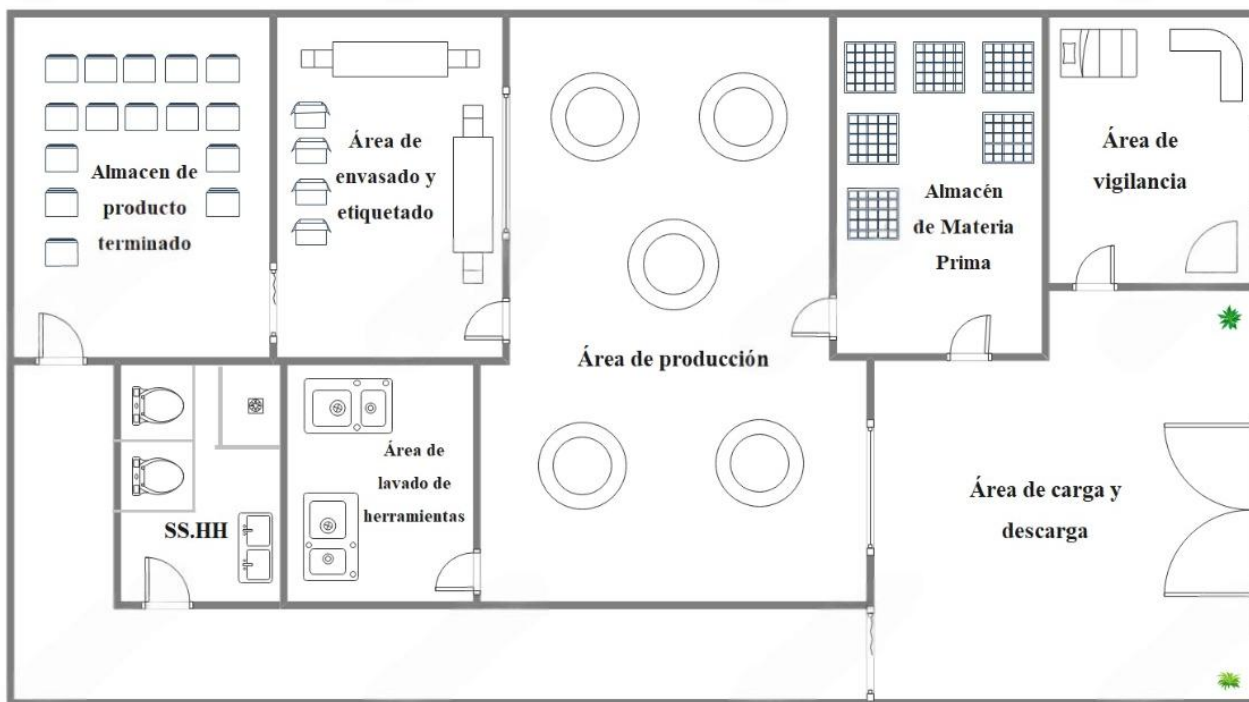 Almacen de
producto
terminado
Área de
envasado y
etiquetado
Área de producción
Almacén
de Materia
Prima
Área de
vigilancia
SS.HH
Área de
lavado de
herramientas
Área de carga y
descarga